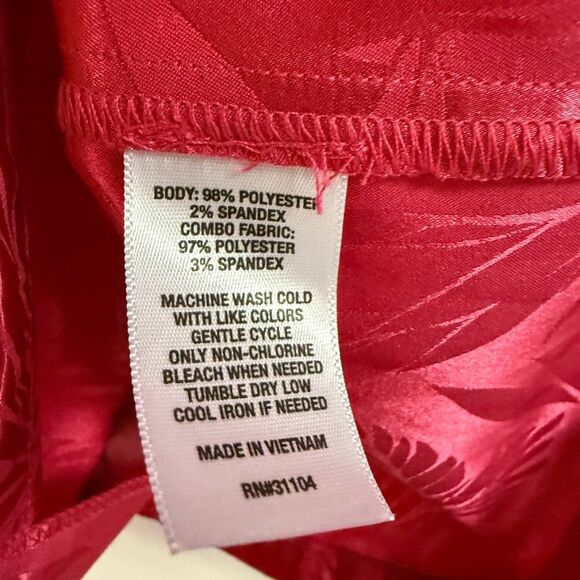 BODY: 98% POLYESTER
2% SPANDEX
COMBO FABRIC:
97% POLYESTER
3% SPANDEX
MACHINE WASH COLD
WITH LIKE COLORS
GENTLE CYCLE
ONLY NON-CHLORINE
BLEACH WHEN NEEDED
TUMBLE DRY LOW
COOL IRON IF NEEDED
MADE IN VIETNAM
RN#31104